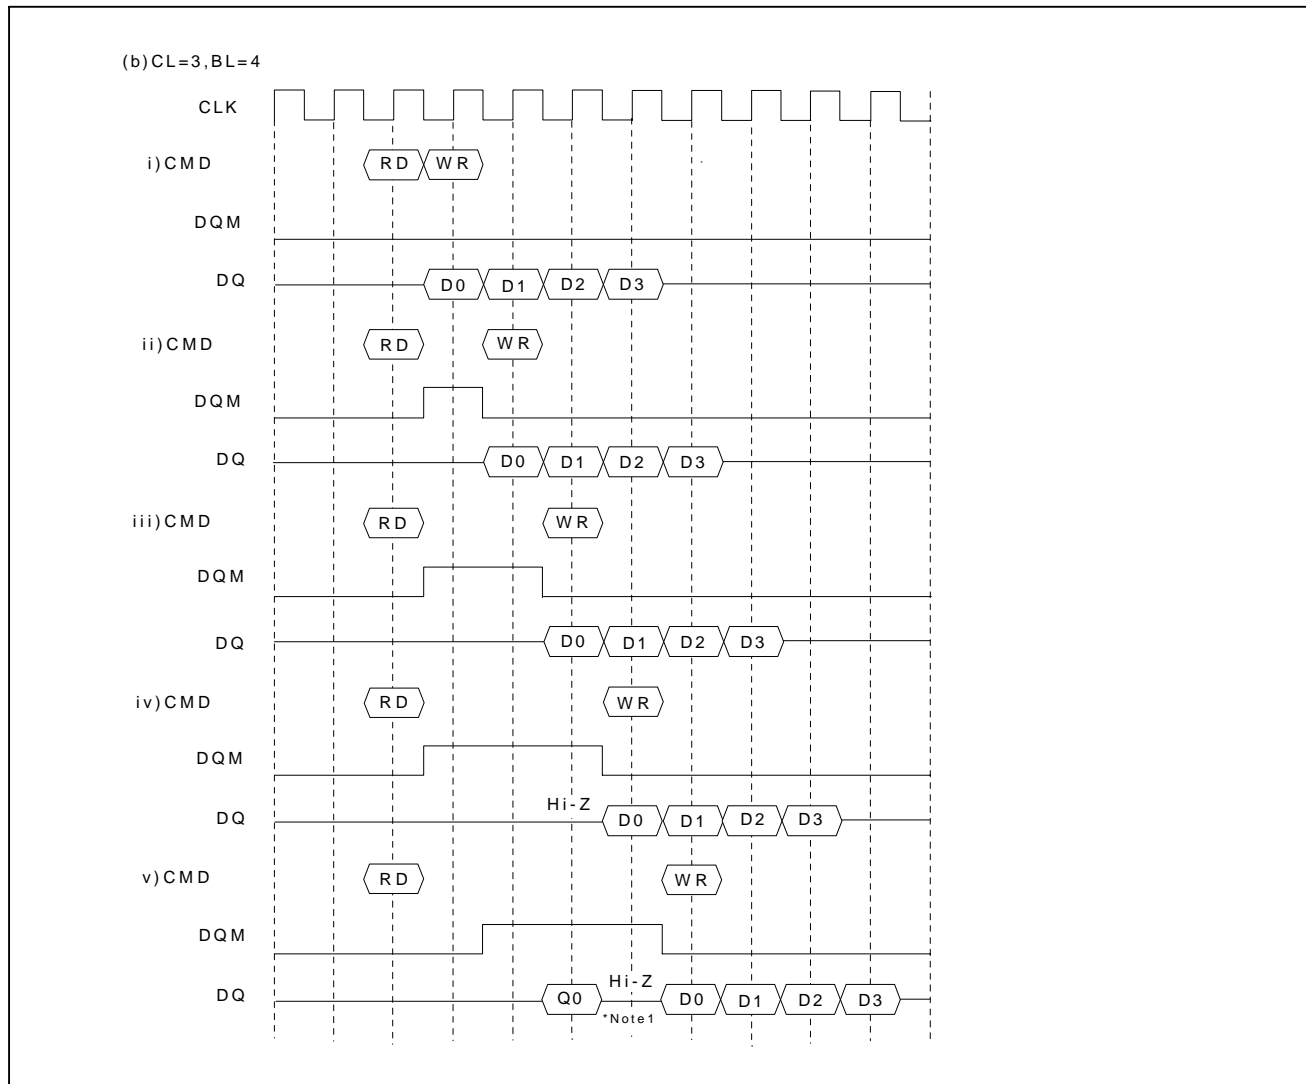 (b)CL=3,BL=4
CLK
i)CMD RD WR
DQM
DQ D0 D1 D2 D3
ii)CMD RD WR
DQM
DQ D0 D1 D2 D3
iii)CMD RD WR
DQM
DQ D0 D1 D2 D3
iv)CMD RD WR
DQM
Hi-Z
DQ D0 D1 D2 D3
v)CMD RD WR
DQM
Hi-Z
DQ Q0 D0 D1 D2 D3
*Note1